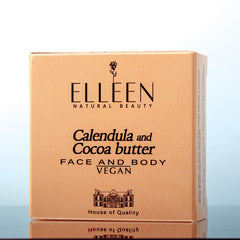 ELLEEN
NATURAL BEAUTY
Calendula and
Cocoa butter
FACE AND BODY
VEGAN
House of Quality